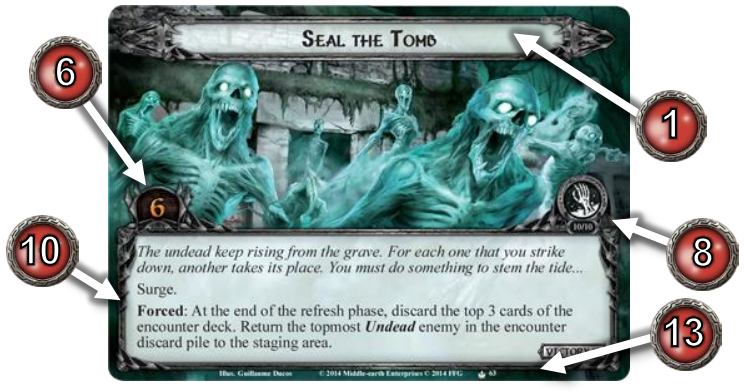 SEAL THE TOMB
6
1
6
10/10
10
8
The undead keep rising from the grave. For each one that you strike
down, another takes its place. You must do something to stem the tide...
Surge.
Forced: At the end of the refresh phase, discard the top 3 cards of the
encounter deck. Return the topmost Undead enemy in the encounter
discard pile to the staging area.
13
VICTORY
Illus. Guillaume Ducos © 2014 Middle-earth Enterprises © 2014 FFG 63